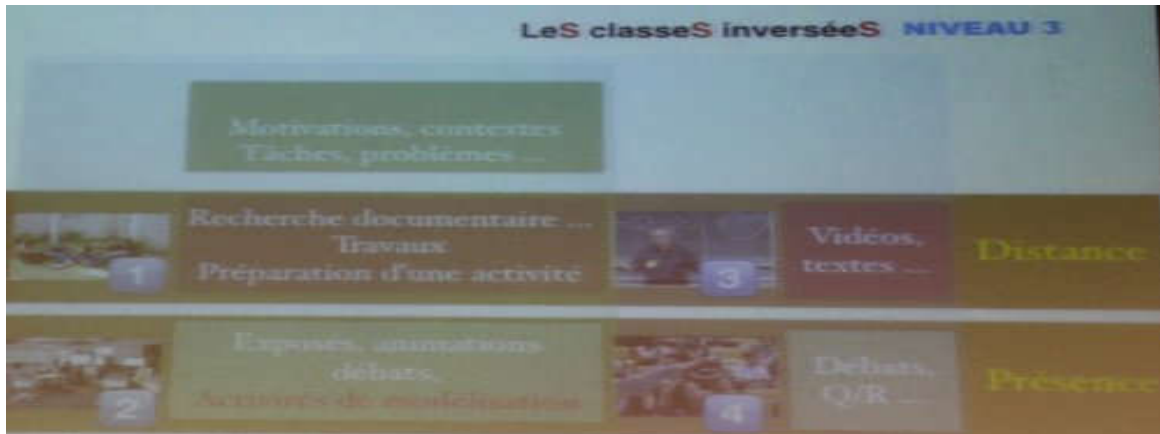 LeS classeS inverséeS NIVEAU 3
Motivations, contextes
Tâches, problèmes ...
Recherche documentaire ...
Travaux
Préparation d'une activité
1
3
Vidéos,
textes ...
Distance
Exposés, animations
débats,
Activités de modélisation
2
4
Débats,
Q/R ...
Présence